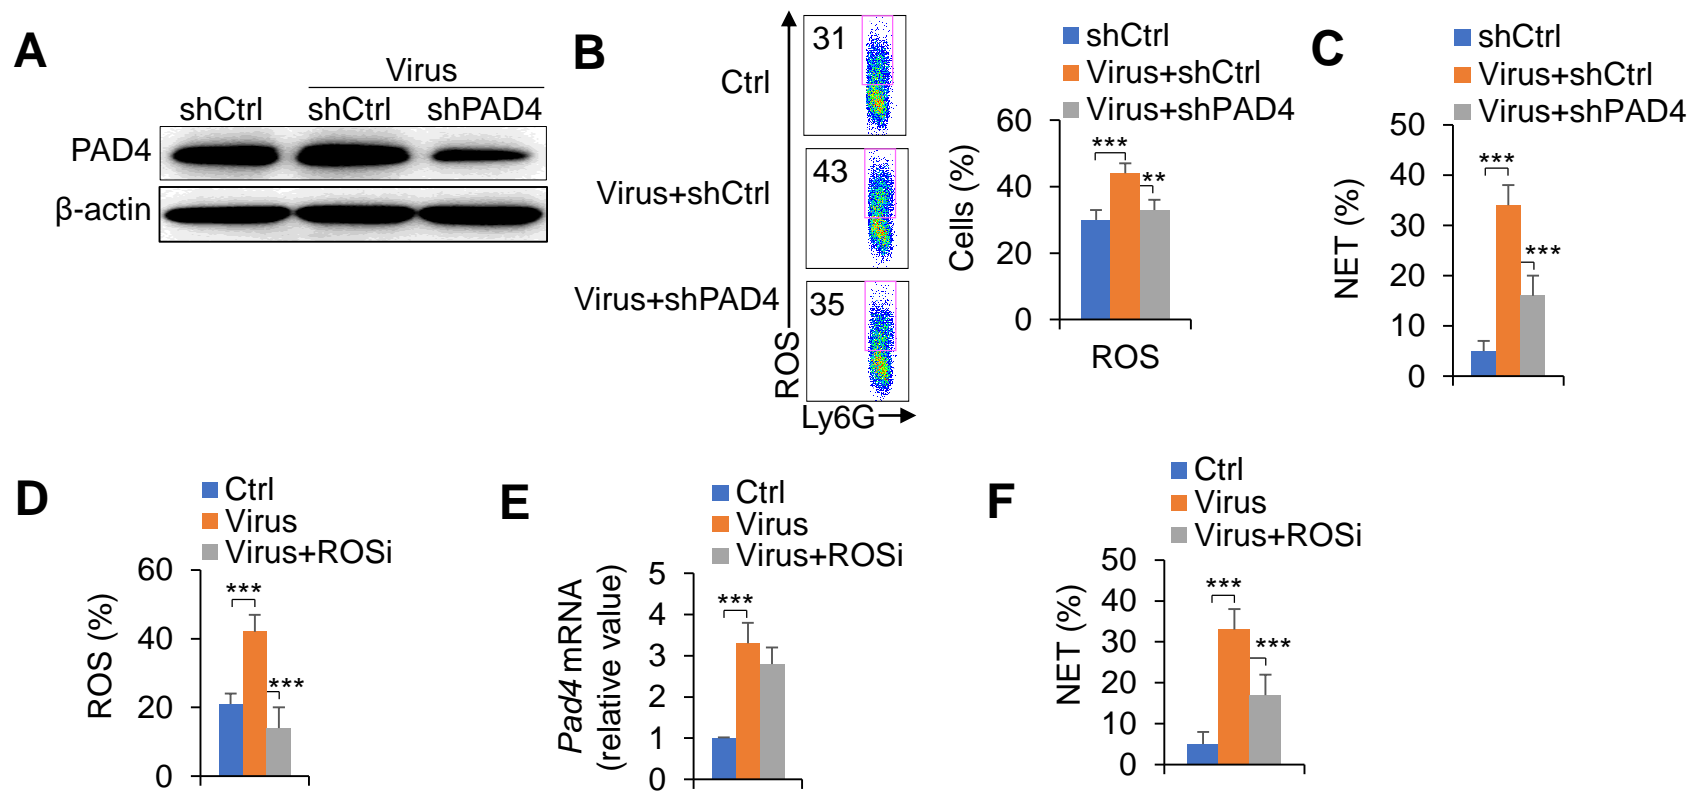 A
Virus
shCtrl shCtrl shPAD4
PAD4
β-actin
B
Ctrl
31
Virus+shCtrl
43
Virus+shPAD4
35
ROS
Ly6G
shCtrl
Virus+shCtrl
Virus+shPAD4
Cells (%)
60
40
20
0
***
**
ROS
C
shCtrl
Virus+shCtrl
Virus+shPAD4
NET (%)
50
40
30
20
10
0
***
***
D
Ctrl
Virus
Virus+ROSi
ROS (%)
60
40
20
0
***
***
E
Ctrl
Virus
Virus+ROSi
Pad4 mRNA
(relative value)
5
4
3
2
1
0
***
F
Ctrl
Virus
Virus+ROSi
NET (%)
50
40
30
20
10
0
***
***